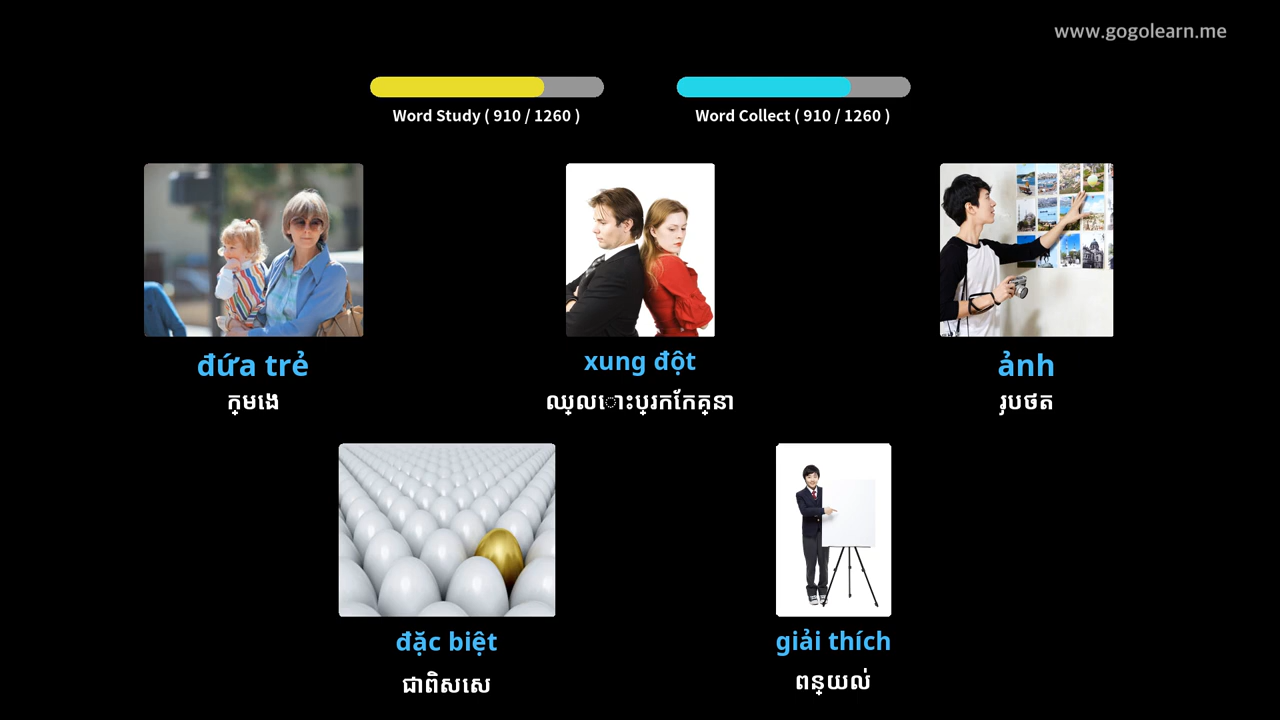 www.gogolearn.me
Word Study ( 910 / 1260 )
Word Collect ( 910 / 1260 )
đứa trẻ
ក្មេង
xung đột
ឈ្លោះប្រកែកគ្នា
ảnh
រូបថត
đặc biệt
ជាពិសេស
giải thích
ពន្យល់